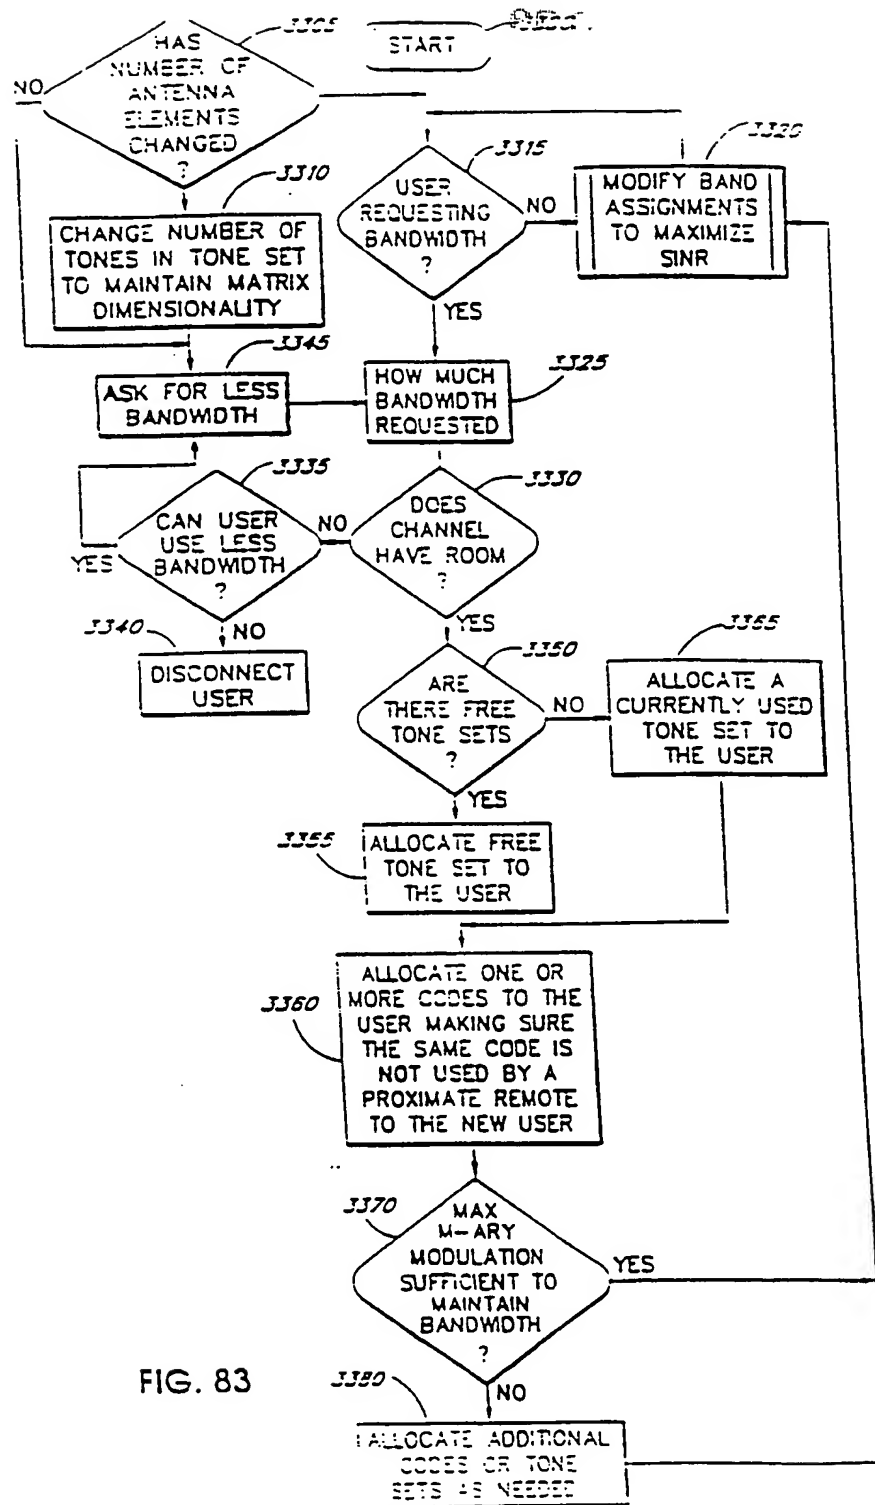 3305
HAS
NUMBER OF
ANTENNA
ELEMENTS
CHANGED
?
NO
START
3310
CHANGE NUMBER OF
TONES IN TONE SET
TO MAINTAIN MATRIX
DIMENSIONALITY
3315
USER
REQUESTING
BANDWIDTH
?
NO
YES
3320
MODIFY BAND
ASSIGNMENTS
TO MAXIMIZE
SINR
3345
ASK FOR LESS
BANDWIDTH
HOW MUCH
BANDWIDTH
REQUESTED
3325
3335
CAN USER
USE LESS
BANDWIDTH
?
YES
NO
3330
DOES
CHANNEL
HAVE ROOM
?
YES
3340
NO
DISCONNECT
USER
3350
ARE
THERE FREE
TONE SETS
?
NO
YES
3365
ALLOCATE A
CURRENTLY USED
TONE SET TO
THE USER
3355
ALLOCATE FREE
TONE SET TO
THE USER
3360
ALLOCATE ONE OR
MORE CODES TO THE
USER MAKING SURE
THE SAME CODE IS
NOT USED BY A
PROXIMATE REMOTE
TO THE NEW USER
3370
MAX
M-ARY
MODULATION
SUFFICIENT TO
MAINTAIN
BANDWIDTH
?
YES
NO
FIG. 83
3380
ALLOCATE ADDITIONAL
CODES OR TONE
SETS AS NEEDED